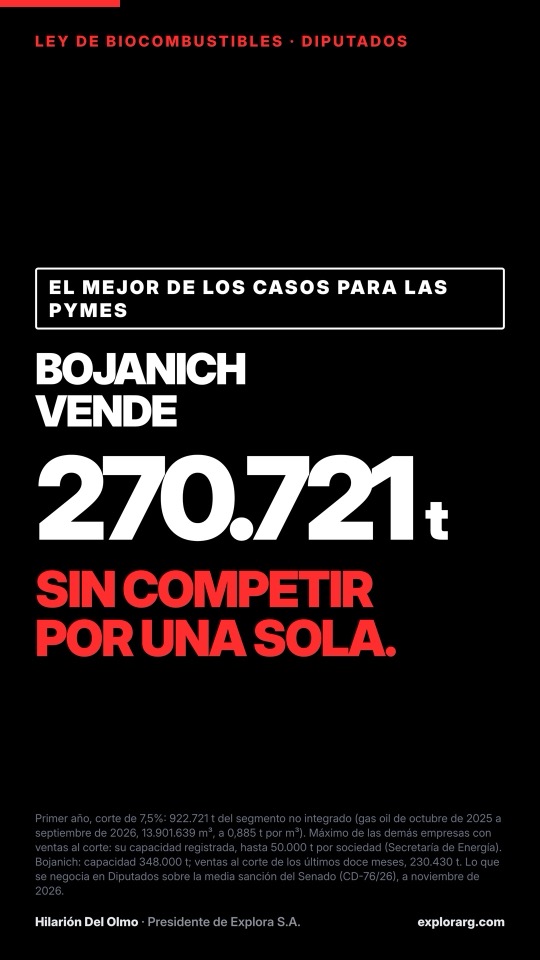 LEY DE BIOCOMBUSTIBLES · DIPUTADOS
EL MEJOR DE LOS CASOS PARA LAS
PYMES
BOJANICH
VENDE
270.721 t
SIN COMPETIR
POR UNA SOLA.
Primer año, corte de 7,5%: 922.721 t del segmento no integrado (gas oil de octubre de 2025 a
septiembre de 2026, 13.901.639 m³, a 0,885 t por m³). Máximo de las demás empresas con
ventas al corte: su capacidad registrada, hasta 50.000 t por sociedad (Secretaría de Energía).
Bojanich: capacidad 348.000 t; ventas al corte de los últimos doce meses, 230.430 t. Lo que
se negocia en Diputados sobre la media sanción del Senado (CD-76/26), a noviembre de
2026.
Hilarión Del Olmo · Presidente de Explora S.A.
explorarg.com